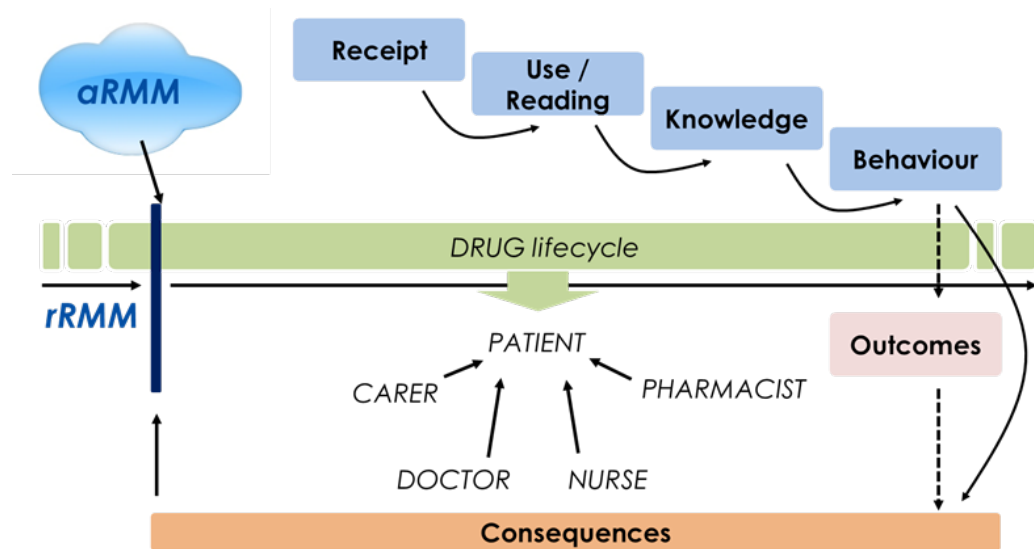 aRMM
Receipt
Use /
Reading
Knowledge
Behaviour
DRUG lifecycle
rRMM
PATIENT
Outcomes
CARER
PHARMACIST
DOCTOR
NURSE
Consequences